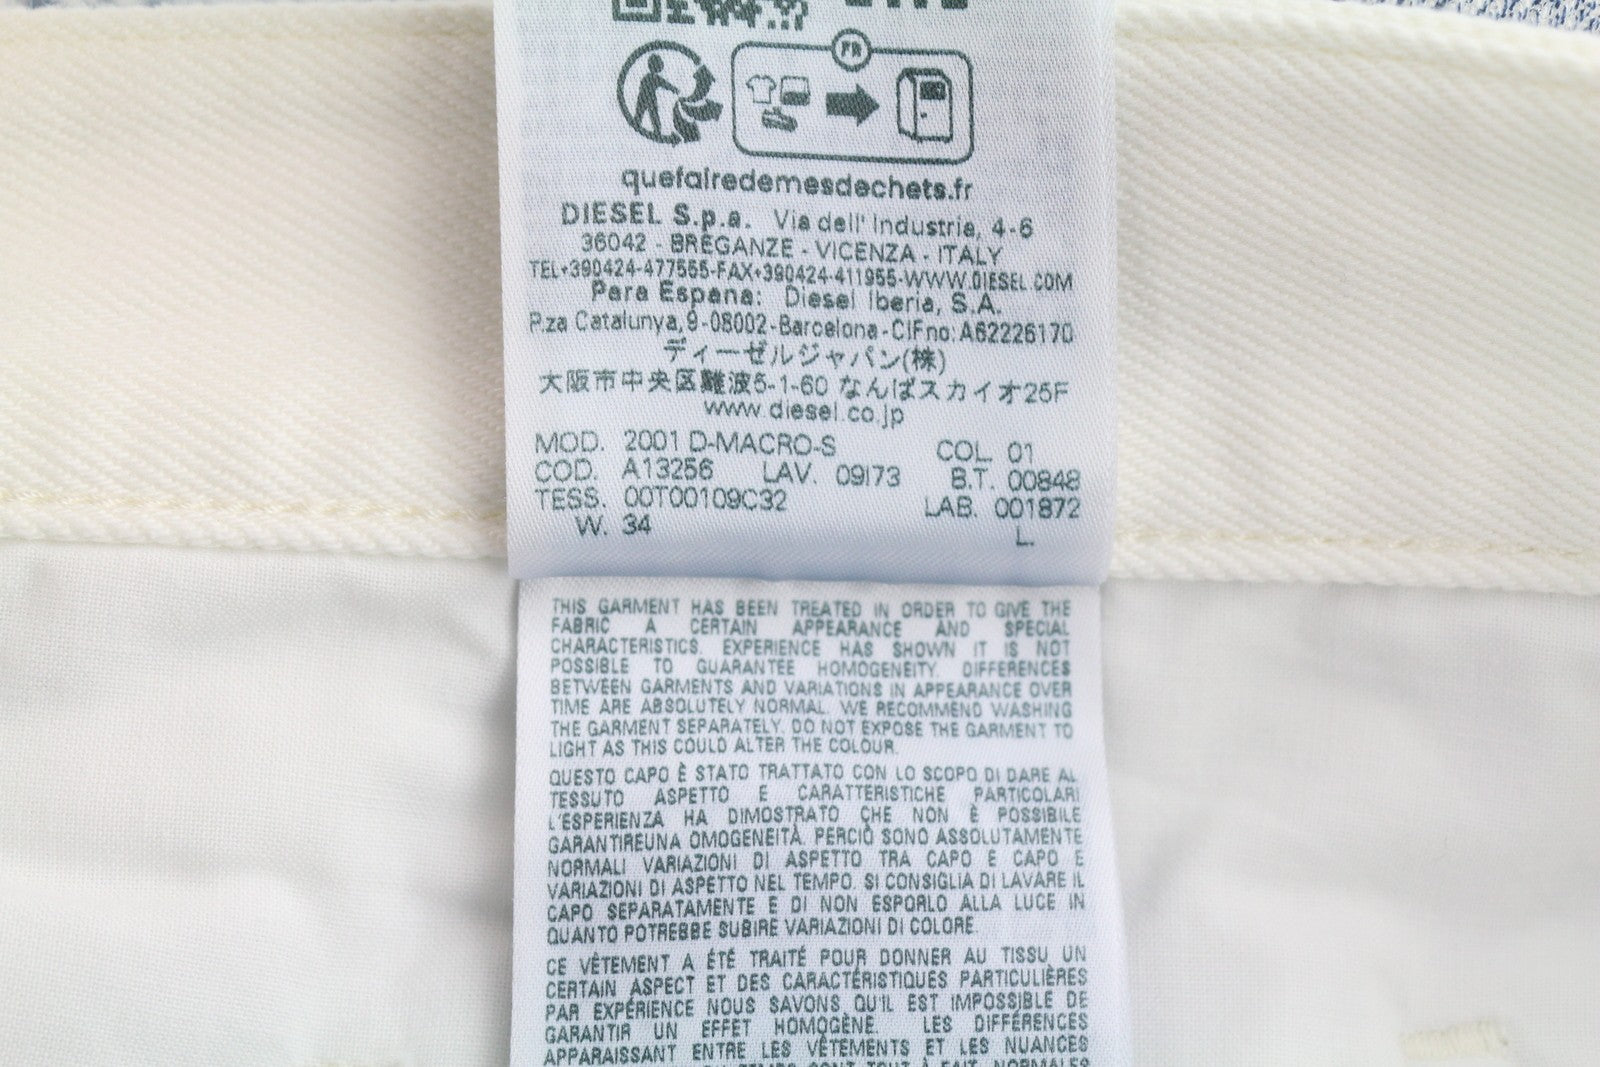 FR
quefairedemesdechets.fr
DIESEL S.p.a. Via dell' Industria, 4-6
36042 - BREGANZE - VICENZA - ITALY
TEL+390424-477555-FAX+390424-411955-WWW.DIESEL.COM
Para Espana: Diesel Iberia, S.A.
P.za Catalunya, 9-08002-Barcelona-CIF no: A62226170
ディーゼルジャパン(株)
大阪市中央区難波5-1-60 なんばスカイオ25F
www.diesel.co.jp
MOD. 2001 D-MACRO-S COL 01
COD. A13256 LAV. 09I73 B.T. 00848
TESS. 00T00109C32 LAB. 001872
W. 34 L.
THIS GARMENT HAS BEEN TREATED IN ORDER TO GIVE THE
FABRIC A CERTAIN APPEARANCE AND SPECIAL
CHARACTERISTICS. EXPERIENCE HAS SHOWN IT IS NOT
POSSIBLE TO GUARANTEE HOMOGENEITY. DIFFERENCES
BETWEEN GARMENTS AND VARIATIONS IN APPEARANCE OVER
TIME ARE ABSOLUTELY NORMAL. WE RECOMMEND WASHING
THE GARMENT SEPARATELY. DO NOT EXPOSE THE GARMENT TO
LIGHT AS THIS COULD ALTER THE COLOUR.
QUESTO CAPO È STATO TRATTATO CON LO SCOPO DI DARE AL
TESSUTO ASPETTO E CARATTERISTICHE PARTICOLARI
L'ESPERIENZA HA DIMOSTRATO CHE NON È POSSIBILE
GARANTIREUNA OMOGENEITÀ. PERCIÒ SONO ASSOLUTAMENTE
NORMALI VARIAZIONI DI ASPETTO TRA CAPO E CAPO E
VARIAZIONI DI ASPETTO NEL TEMPO. SI CONSIGLIA DI LAVARE IL
CAPO SEPARATAMENTE E DI NON ESPORLO ALLA LUCE IN
QUANTO POTREBBE SUBIRE VARIAZIONI DI COLORE.
CE VÊTEMENT A ÉTÉ TRAITÉ POUR DONNER AU TISSU UN
CERTAIN ASPECT ET DES CARACTÉRISTIQUES PARTICULIÈRES
PAR EXPÉRIENCE NOUS SAVONS QU'IL EST IMPOSSIBLE DE
GARANTIR UN EFFET HOMOGÈNE. LES DIFFÉRENCES
APPARAISSANT ENTRE LES VÊTEMENTS ET LES NUANCES